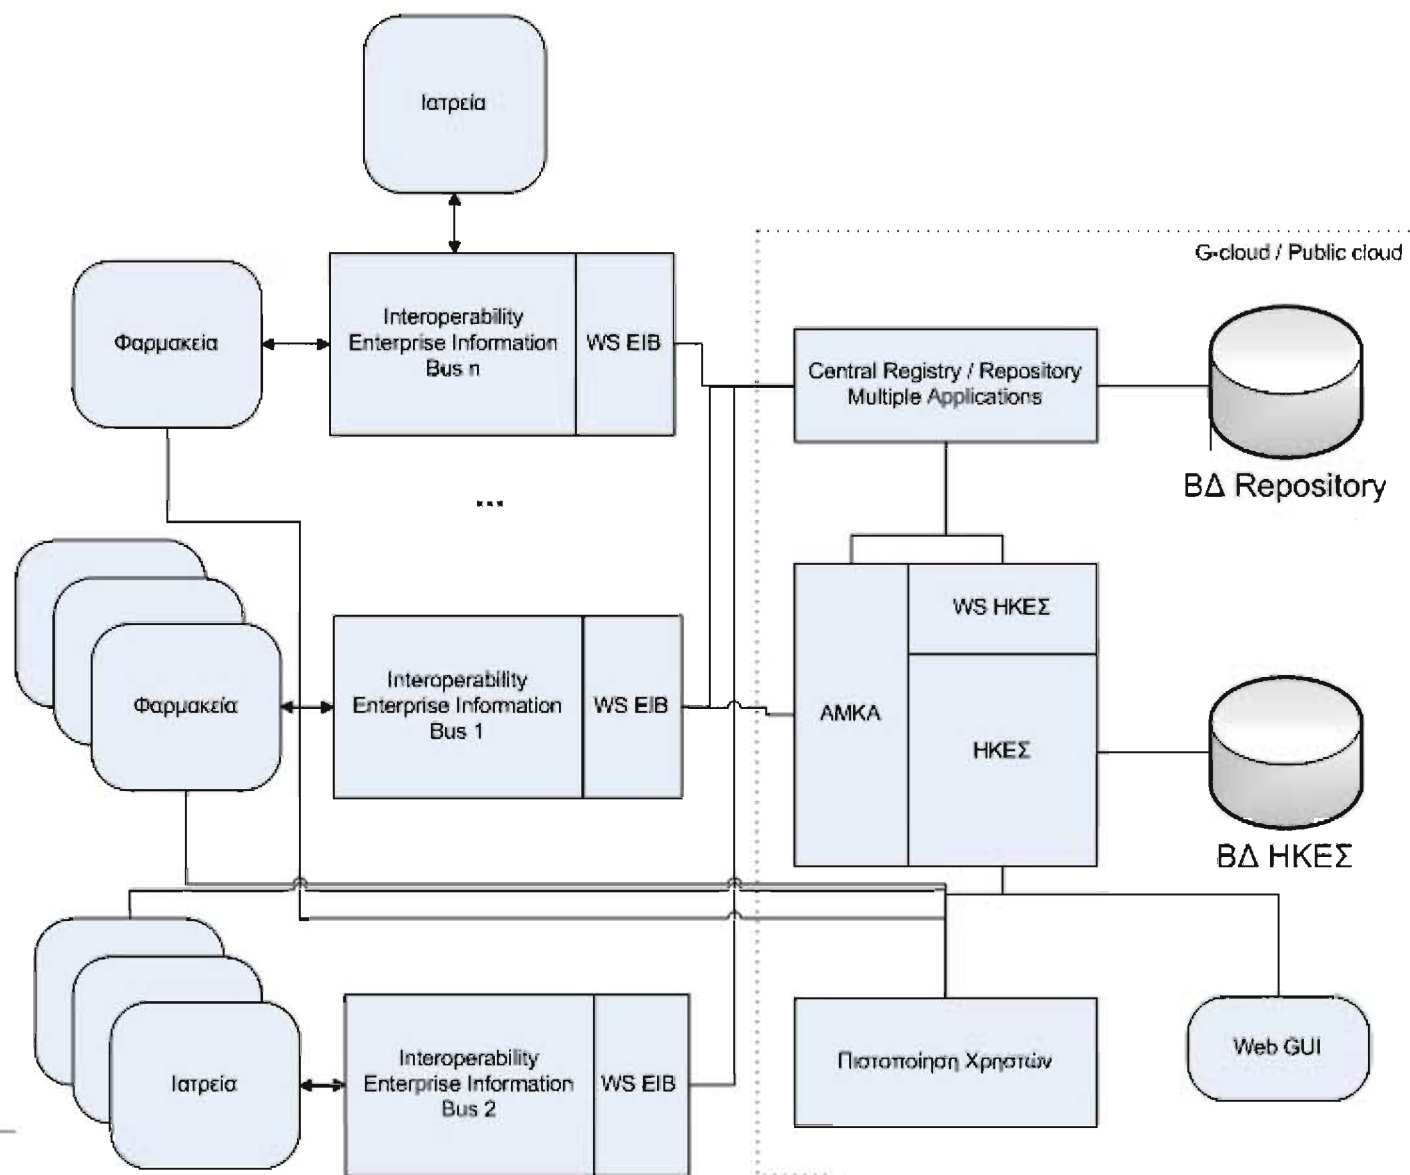 Ιατρεία
G-cloud / Public cloud
Φαρμακεία
Interoperability
Enterprise Information
Bus n
WS EIB
Central Registry / Repository
Multiple Applications
ΒΔ Repository
...
Φαρμακεία
Interoperability
Enterprise Information
Bus 1
WS EIB
ΑΜΚΑ
WS ΗΚΕΣ
ΗΚΕΣ
ΒΔ ΗΚΕΣ
Ιατρεία
Interoperability
Enterprise Information
Bus 2
WS EIB
Πιστοποίηση Χρηστών
Web GUI